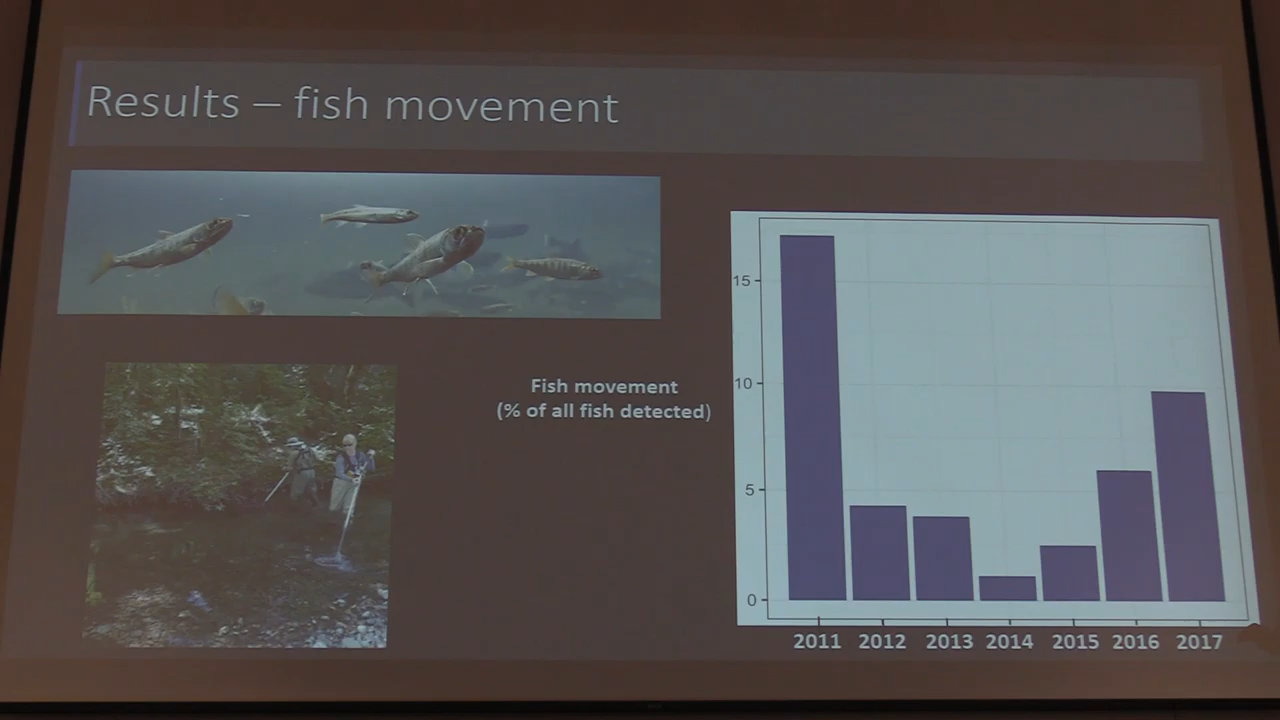 Results – fish movement
Fish movement
(% of all fish detected)
15
10
5
0
2011 2012 2013 2014 2015 2016 2017